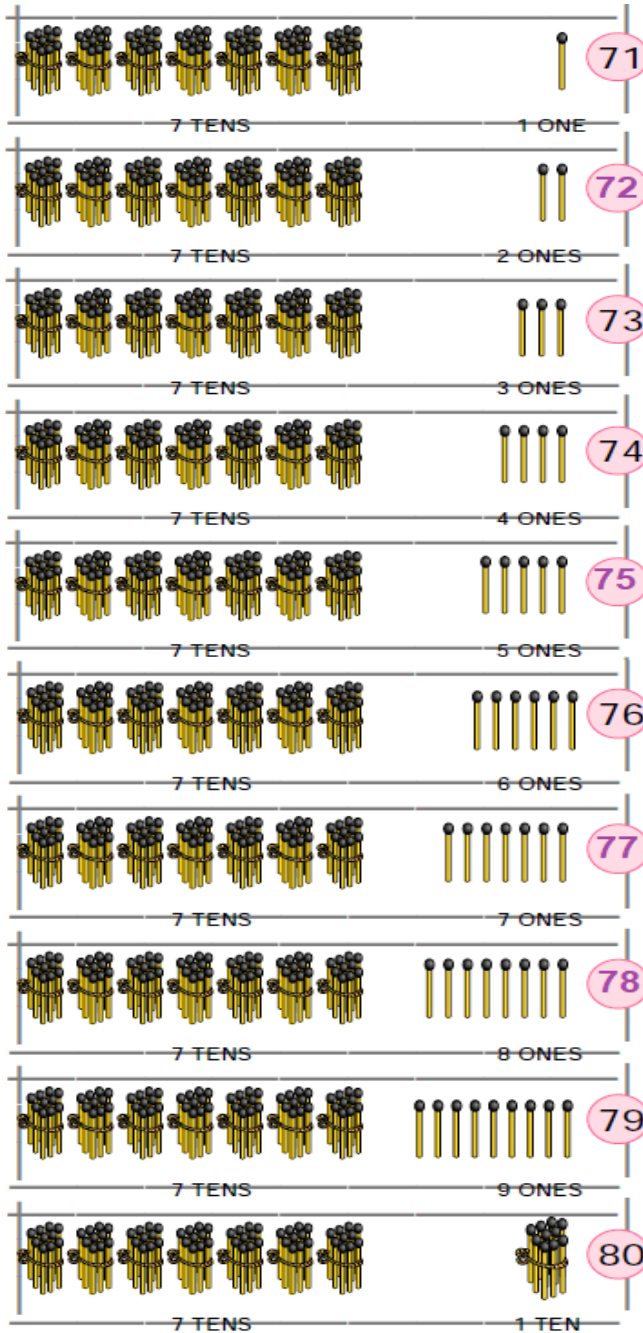 71
7 TENS 1 ONE
72
7 TENS 2 ONES
73
7 TENS 3 ONES
74
7 TENS 4 ONES
75
7 TENS 5 ONES
76
7 TENS 6 ONES
77
7 TENS 7 ONES
78
7 TENS 8 ONES
79
7 TENS 9 ONES
80
7 TENS 1 TEN